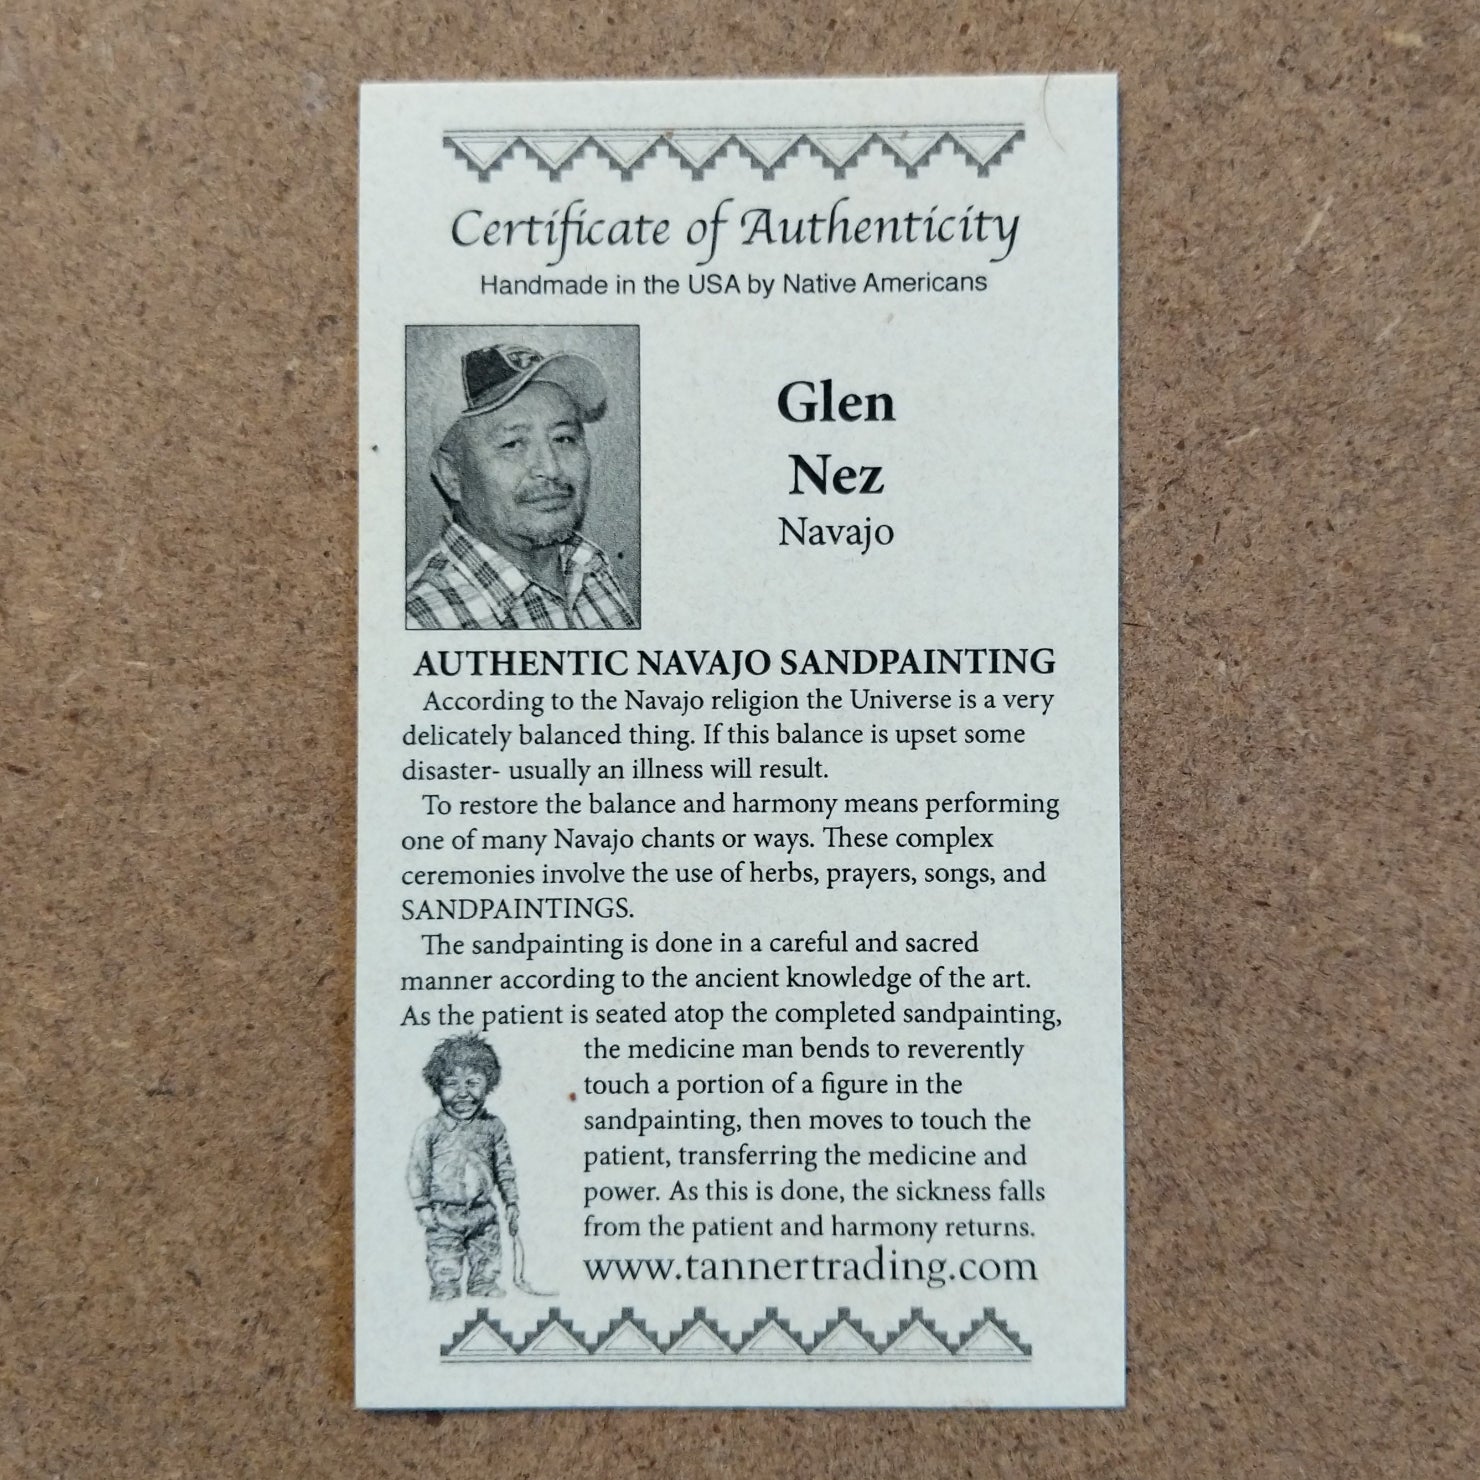 Certificate of Authenticity
Handmade in the USA by Native Americans
Glen
Nez
Navajo
AUTHENTIC NAVAJO SANDPAINTING
According to the Navajo religion the Universe is a very
delicately balanced thing. If this balance is upset some
disaster- usually an illness will result.
To restore the balance and harmony means performing
one of many Navajo chants or ways. These complex
ceremonies involve the use of herbs, prayers, songs, and
SANDPAINTINGS.
The sandpainting is done in a careful and sacred
manner according to the ancient knowledge of the art.
As the patient is seated atop the completed sandpainting,
the medicine man bends to reverently
touch a portion of a figure in the
sandpainting, then moves to touch the
patient, transferring the medicine and
power. As this is done, the sickness falls
from the patient and harmony returns.
www.tannertrading.com